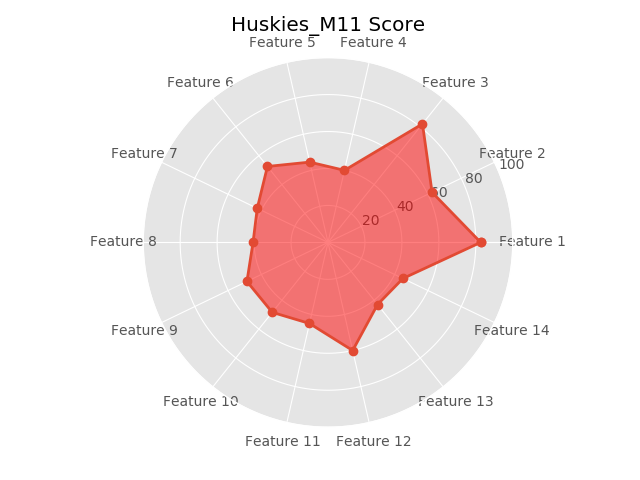 Huskies_M11 Score
Feature 5
Feature 4
Feature 6
Feature 3
Feature 7
Feature 2
100
80
60
40
20
Feature 8
Feature 1
Feature 9
Feature 14
Feature 10
Feature 13
Feature 11
Feature 12